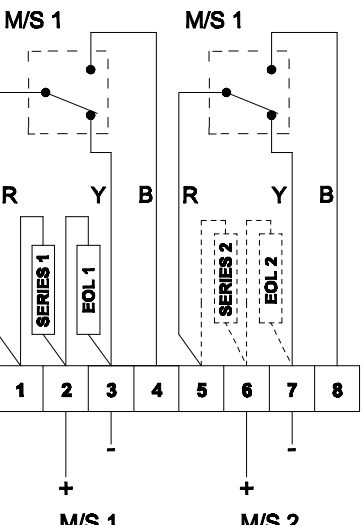 M/S 1 M/S 1
R Y B R Y B
SERIES 1 EOL 1 SERIES 2 EOL 2
1 2 3 4 5 6 7 8
- -
+ +
M/S 1 M/S 2